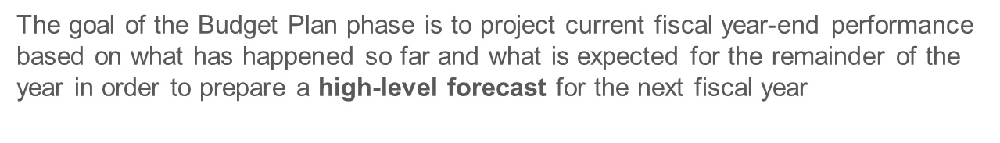 The goal of the Budget Plan phase is to project current fiscal year-end performance
based on what has happened so far and what is expected for the remainder of the
year in order to prepare a high-level forecast for the next fiscal year